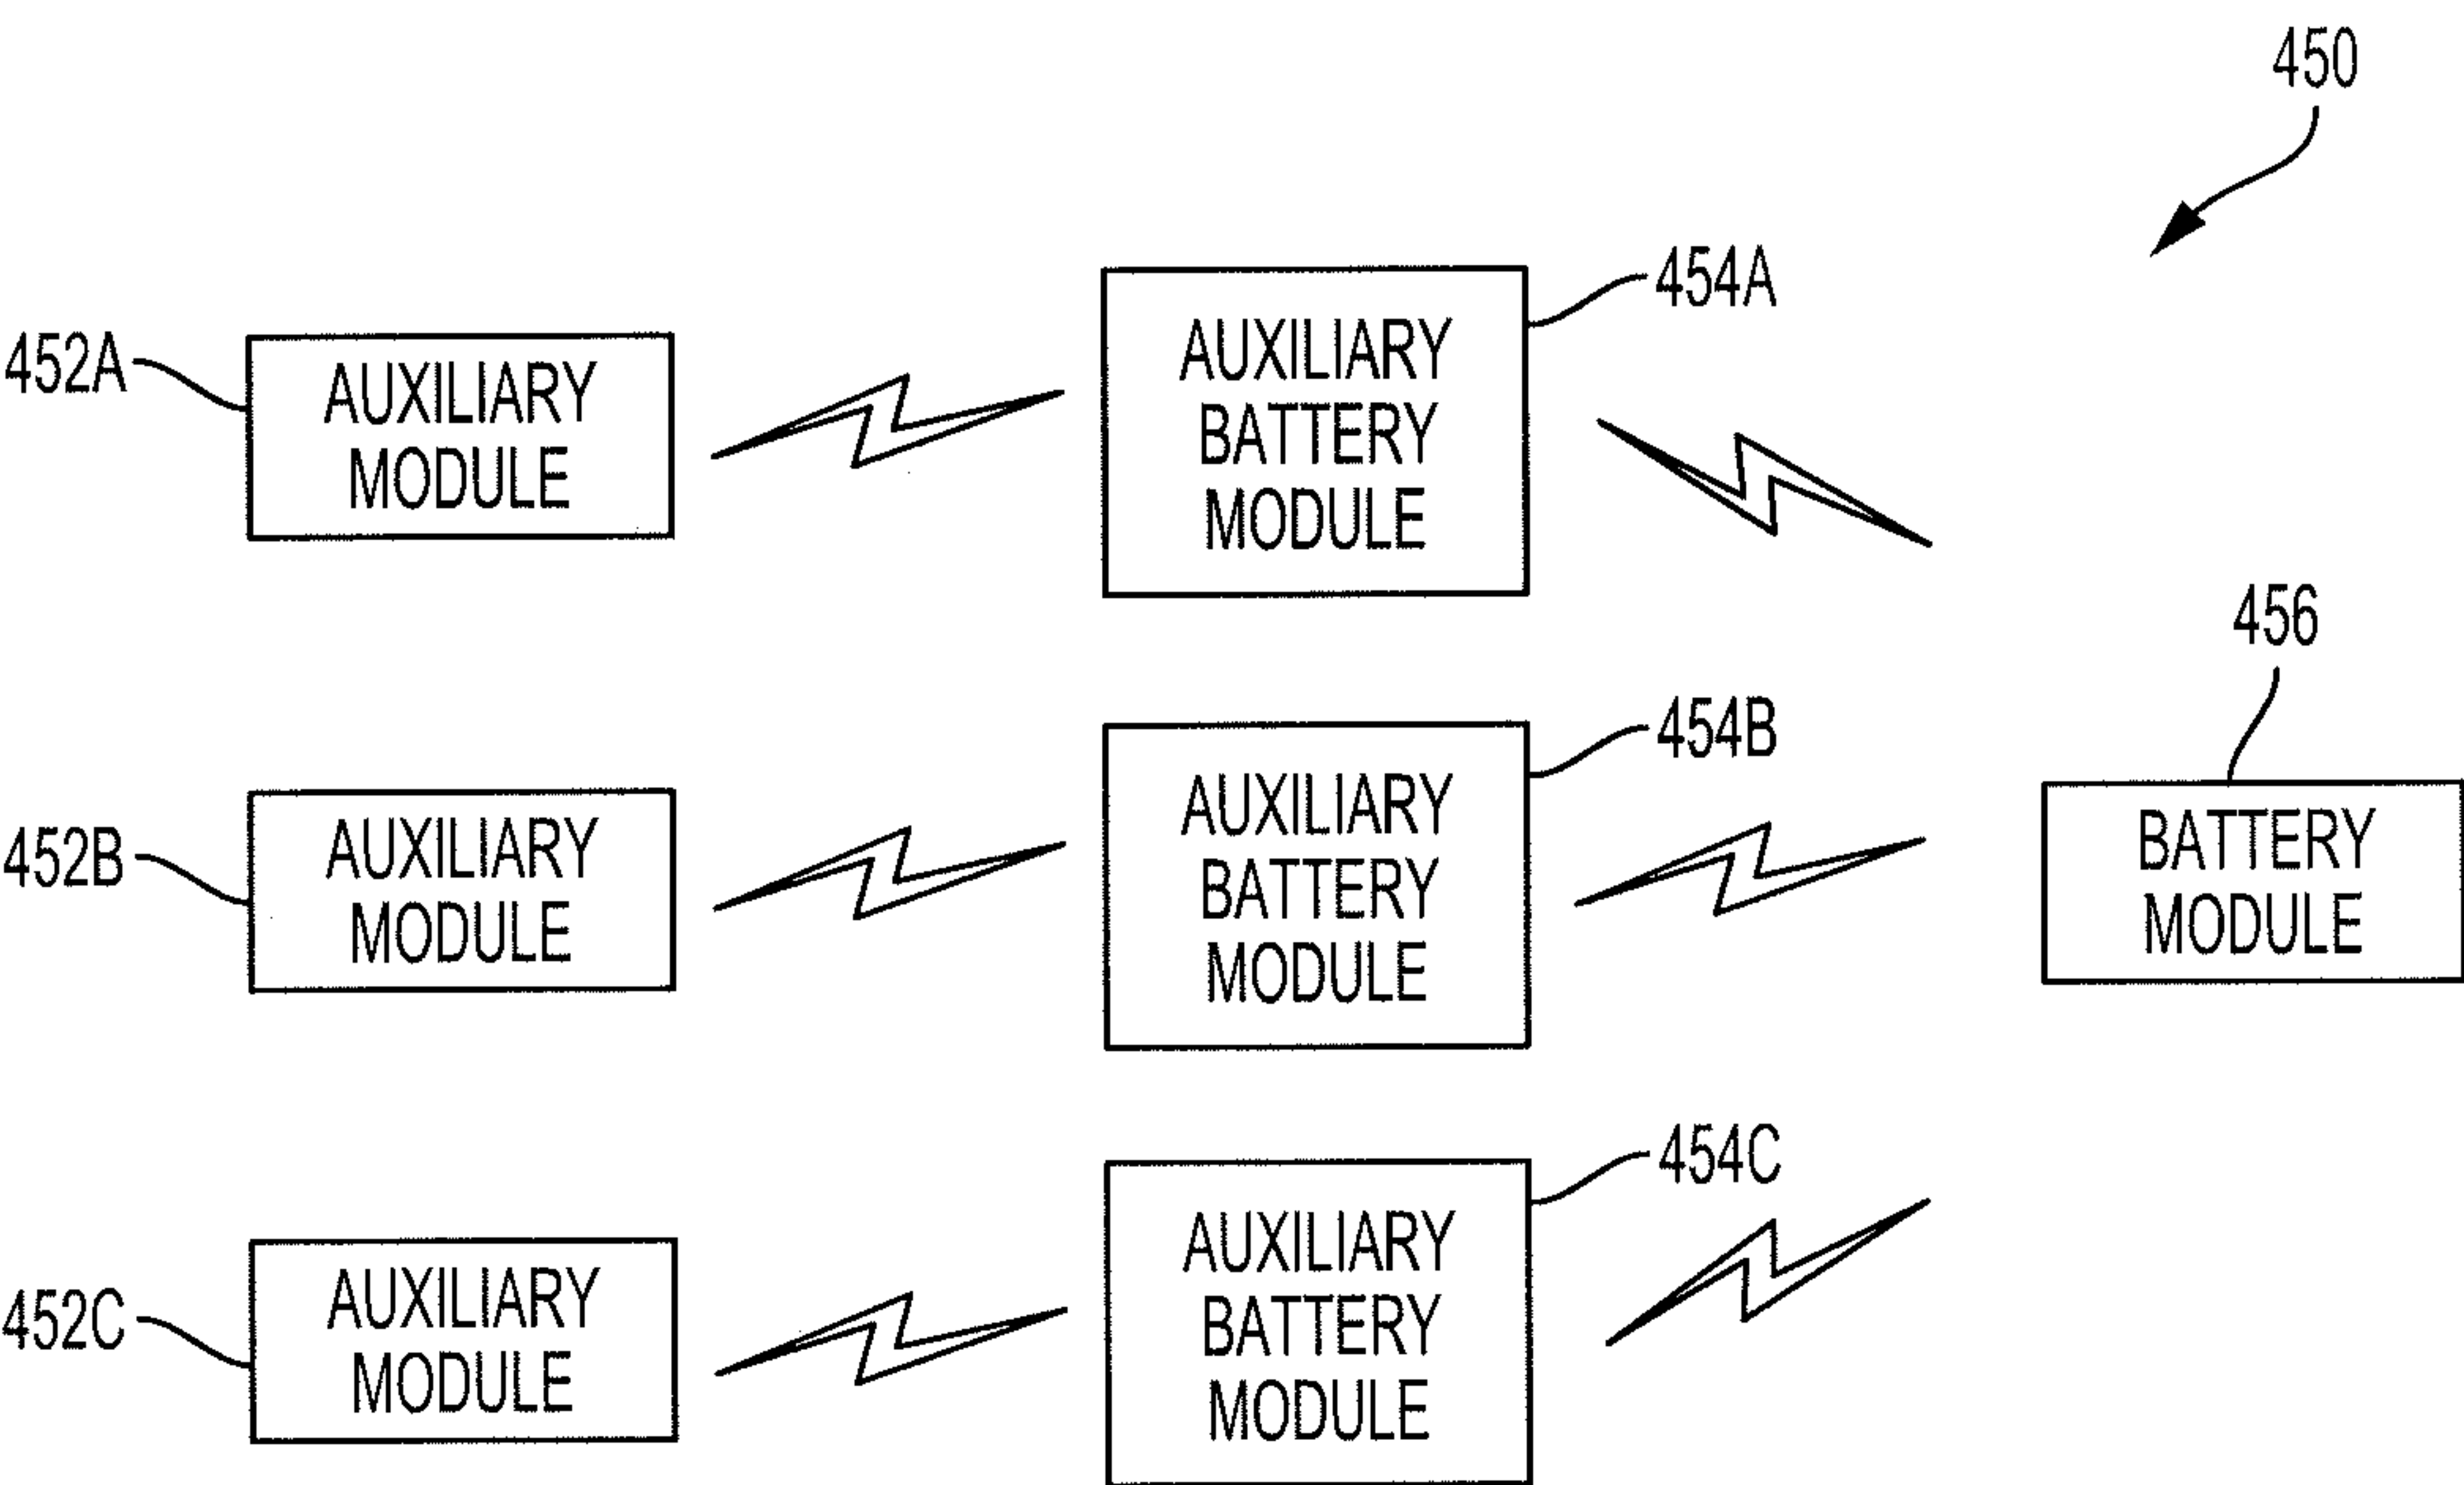 450
454A
452A
AUXILIARY
MODULE
AUXILIARY
BATTERY
MODULE
456
454B
452B
AUXILIARY
MODULE
AUXILIARY
BATTERY
MODULE
BATTERY
MODULE
454C
452C
AUXILIARY
MODULE
AUXILIARY
BATTERY
MODULE